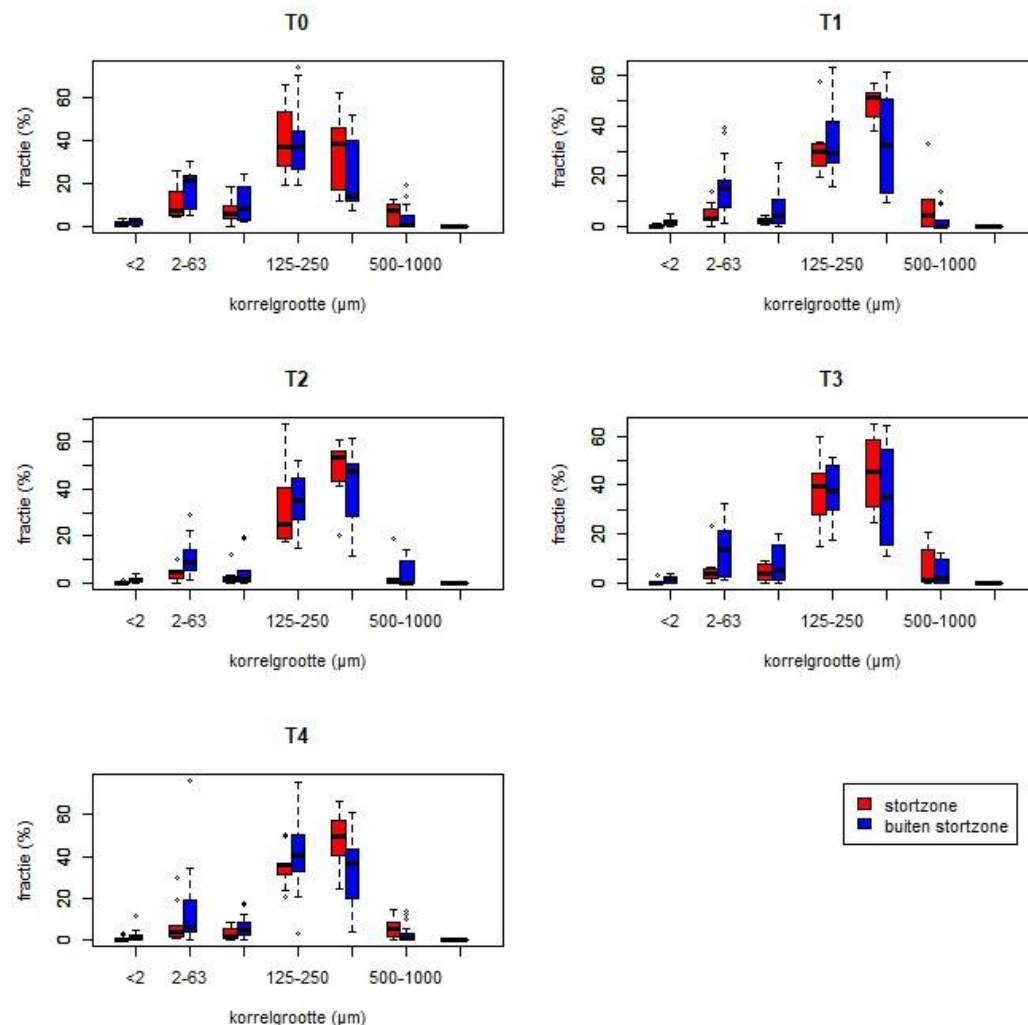 T0
fractie (%)
0 20 40 60
<2 2-63 125-250 500-1000
korrelgrootte (µm)
T1
fractie (%)
0 20 40 60
<2 2-63 125-250 500-1000
korrelgrootte (µm)
T2
fractie (%)
0 20 40 60
<2 2-63 125-250 500-1000
korrelgrootte (µm)
T3
fractie (%)
0 20 40 60
<2 2-63 125-250 500-1000
korrelgrootte (µm)
T4
fractie (%)
0 20 40 60
<2 2-63 125-250 500-1000
korrelgrootte (µm)
stortzone
buiten stortzone